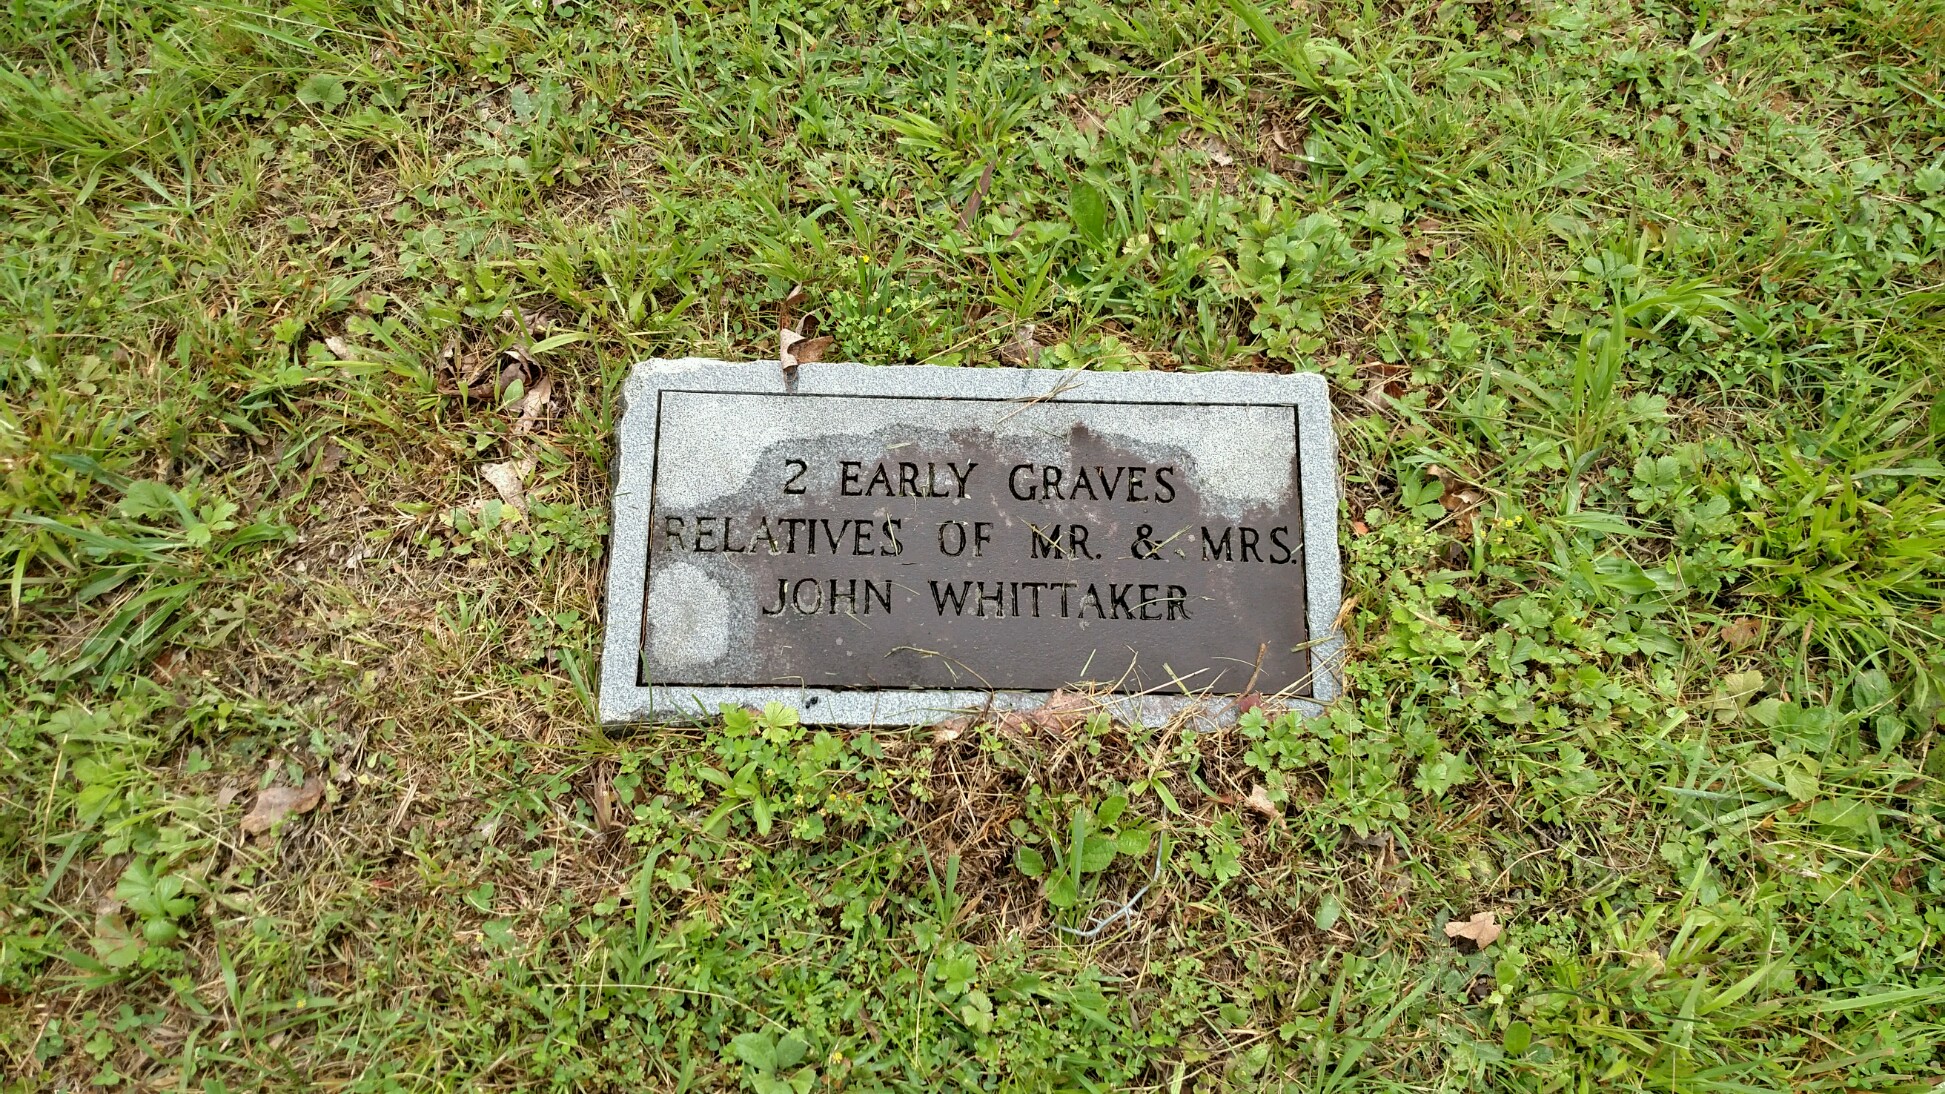 2 EARLY GRAVES
RELATIVES OF MR. & MRS.
JOHN WHITTAKER